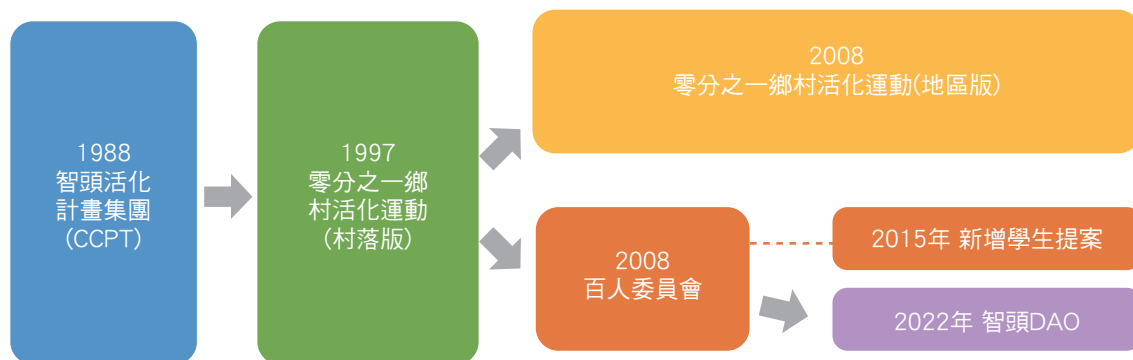 1988
智頭活化
計畫集團
(CCPT)
1997
零分之一鄉
村活化運動
(村落版)
2008
零分之一鄉村活化運動(地區版)
2008
百人委員會
2015年 新增學生提案
2022年 智頭DAO